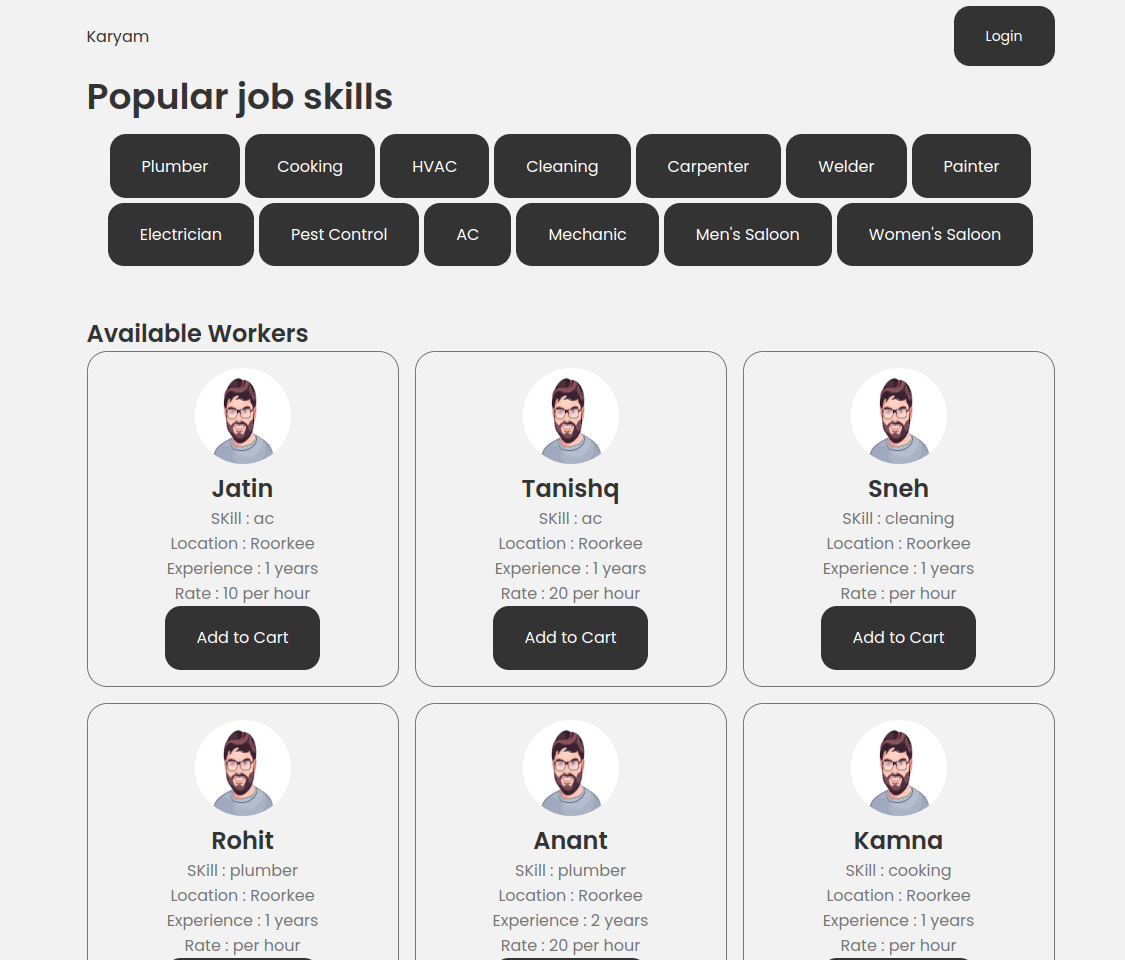 Karyam
Login
Popular job skills
Plumber Cooking HVAC Cleaning Carpenter Welder Painter
Electrician Pest Control AC Mechanic Men's Saloon Women's Saloon
Available Workers
Jatin
SKill : ac
Location : Roorkee
Experience : 1 years
Rate : 10 per hour
Add to Cart
Tanishq
SKill : ac
Location : Roorkee
Experience : 1 years
Rate : 20 per hour
Add to Cart
Sneh
SKill : cleaning
Location : Roorkee
Experience : 1 years
Rate : per hour
Add to Cart
Rohit
SKill : plumber
Location : Roorkee
Experience : 1 years
Rate : per hour
Anant
SKill : plumber
Location : Roorkee
Experience : 2 years
Rate : 20 per hour
Kamna
SKill : cooking
Location : Roorkee
Experience : 1 years
Rate : per hour